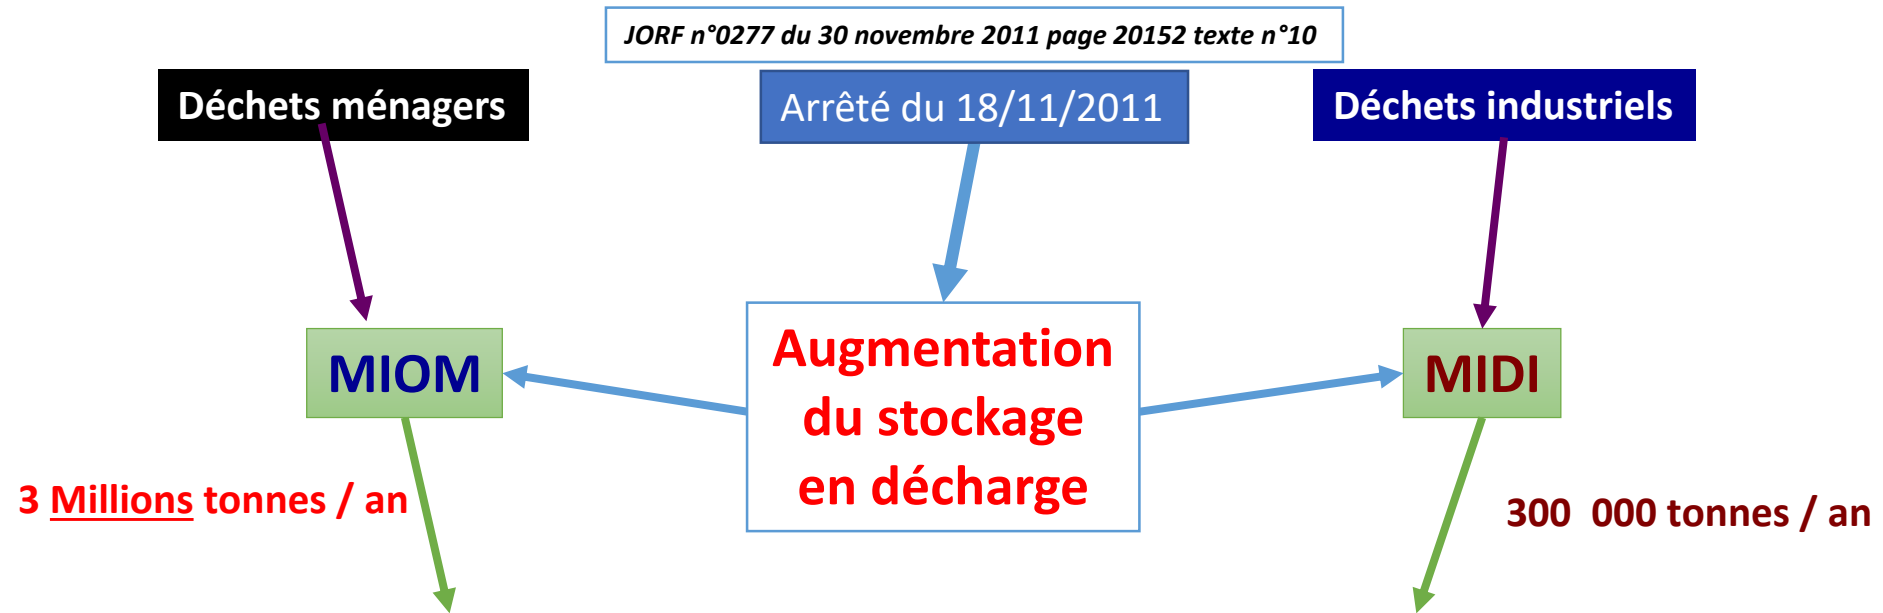 JORF n°0277 du 30 novembre 2011 page 20152 texte n°10
Déchets ménagers
Arrêté du 18/11/2011
Déchets industriels
MIOM
Augmentation
du stockage
en décharge
MIDI
3 Millions tonnes / an
300 000 tonnes / an